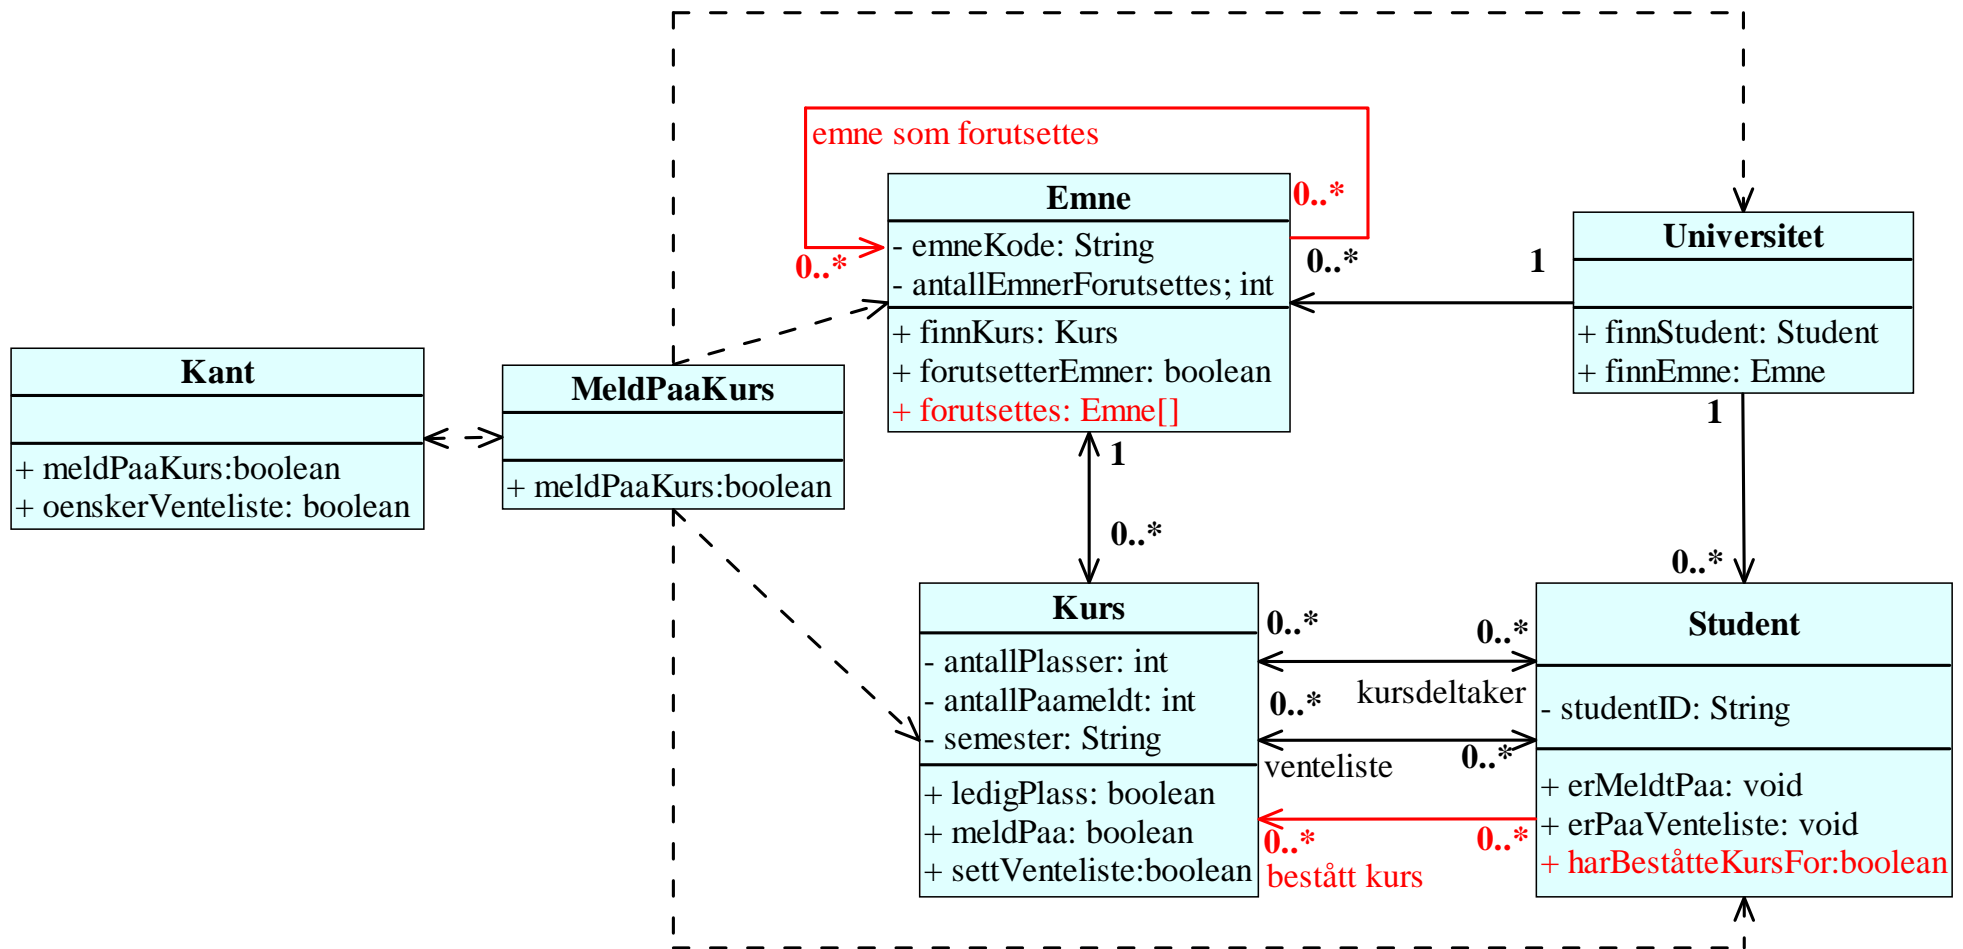 emne som forutsettes
0..*
0..*
Emne
- emneKode: String
- antallEmnerForutsettes; int
+ finnKurs: Kurs
+ forutsetterEmner: boolean
+ forutsettes: Emne[]
0..*
1
Universitet
+ finnStudent: Student
+ finnEmne: Emne
Kant
+ meldPaaKurs:boolean
+ oenskerVenteliste: boolean
MeldPaaKurs
+ meldPaaKurs:boolean
1
0..*
1
0..*
Kurs
- antallPlasser: int
- antallPaameldt: int
- semester: String
+ ledigPlass: boolean
+ meldPaa: boolean
+ settVenteliste:boolean
0..*
0..*
kursdeltaker
0..*
0..*
venteliste
0..*
0..*
bestått kurs
Student
- studentID: String
+ erMeldtPaa: void
+ erPaaVenteliste: void
+ harBeståtteKursFor:boolean